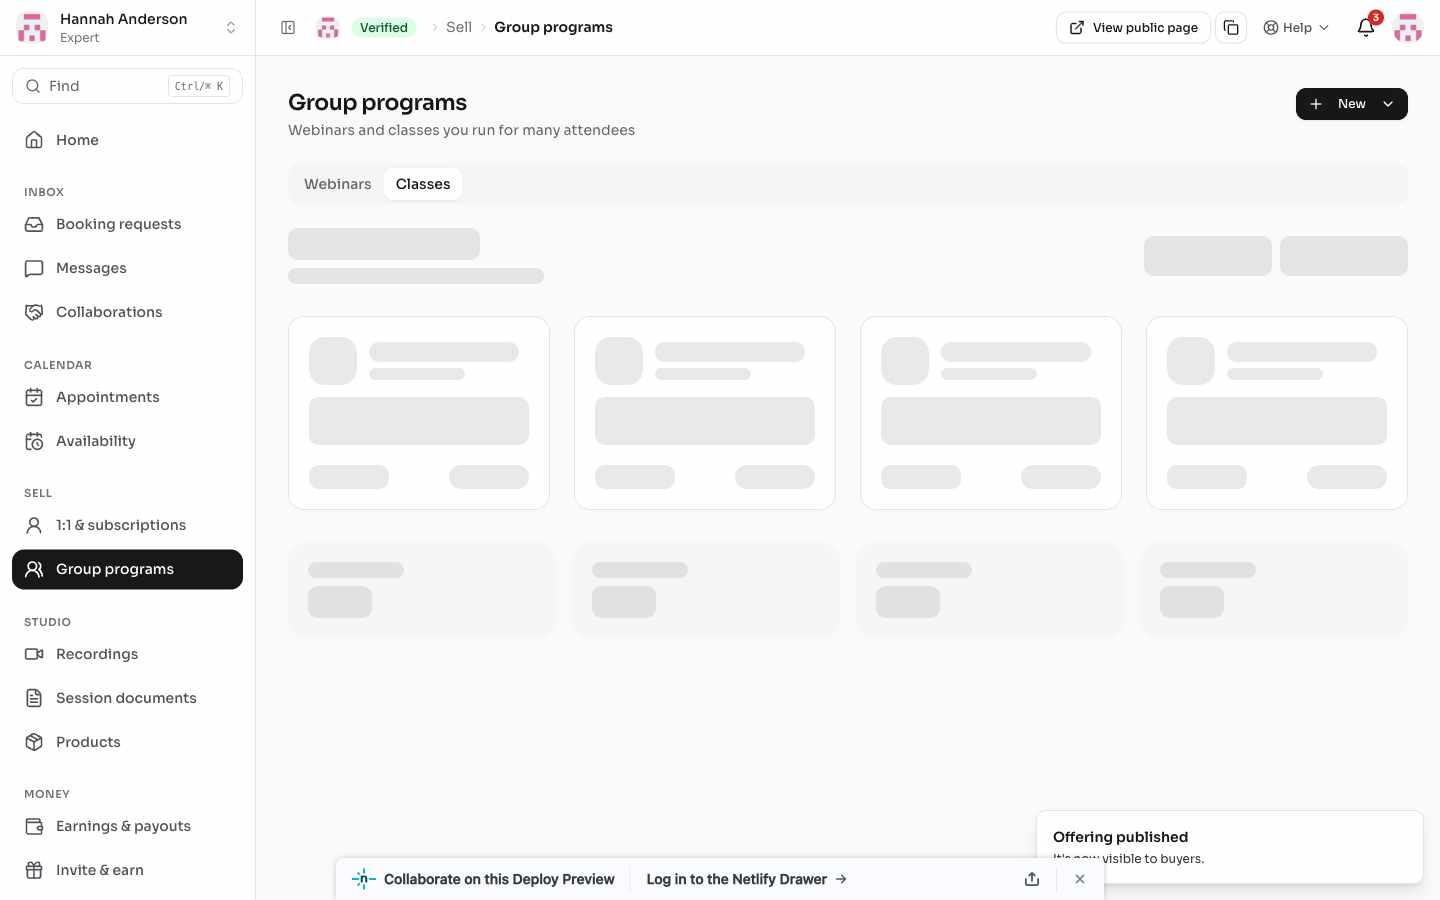 Hannah Anderson
Expert
Find
Ctrl/⌘ K
Home
INBOX
Booking requests
Messages
Collaborations
CALENDAR
Appointments
Availability
SELL
1:1 & subscriptions
Group programs
STUDIO
Recordings
Session documents
Products
MONEY
Earnings & payouts
Invite & earn
Verified
Sell
Group programs
View public page
Help
3
Group programs
Webinars and classes you run for many attendees
New
Webinars
Classes
Offering published
It's now visible to buyers.
Collaborate on this Deploy Preview
Log in to the Netlify Drawer →